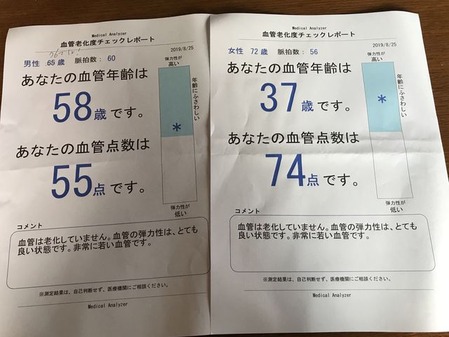 Medical Analyzer
血管老化度チェックレポート
2019/8/25
男性 65 歳 脈拍数： 60
あなたの血管年齢は
58歳です。
あなたの血管点数は
55点です。
弾力性が
高い
年齢にふさわしい
*
弾力性が
低い
コメント
血管は老化していません。血管の弾力性は、とても
良い状態です。非常に若い血管です。
※測定結果は、自己判断せず、医療機関にご相談ください。
Medical Analyzer
Medical Analyzer
血管老化度チェックレポート
2019/8/25
女性 72 歳 脈拍数： 56
あなたの血管年齢は
37歳です。
あなたの血管点数は
74点です。
弾力性が
高い
年齢にふさわしい
*
弾力性が
低い
コメント
血管は老化していません。血管の弾力性は、とても
良い状態です。非常に若い血管です。
※測定結果は、自己判断せず、医療機関にご相談ください。
Medical Analyzer